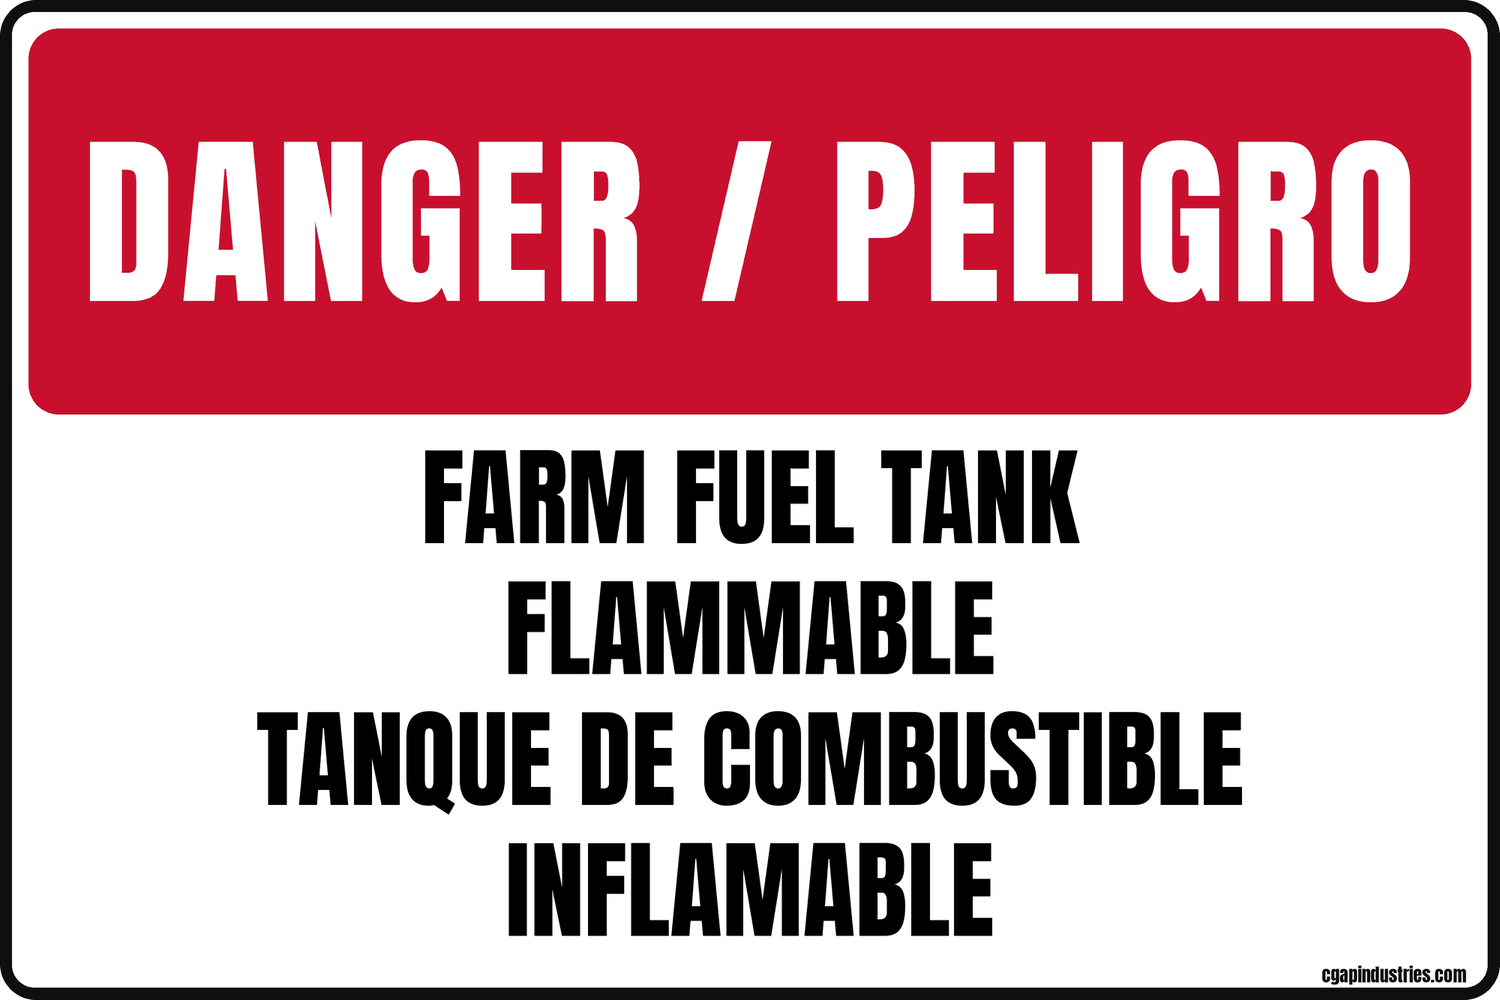 DANGER / PELIGRO
FARM FUEL TANK
FLAMMABLE
TANQUE DE COMBUSTIBLE
INFLAMABLE
cgapindustries.com